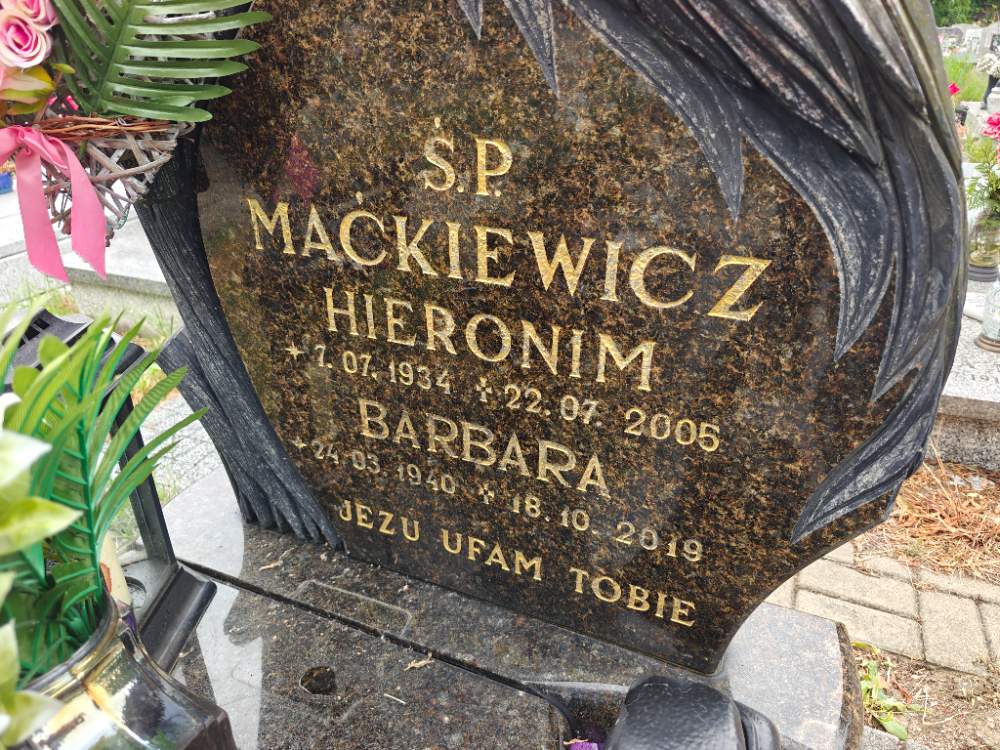 Ś.P.
MAĆKIEWICZ
HIERONIM
* 7.07.1934 ✝ 22.07.2005
BARBARA
* 24.03.1940 ✝ 18.10.2019
JEZU UFAM TOBIE